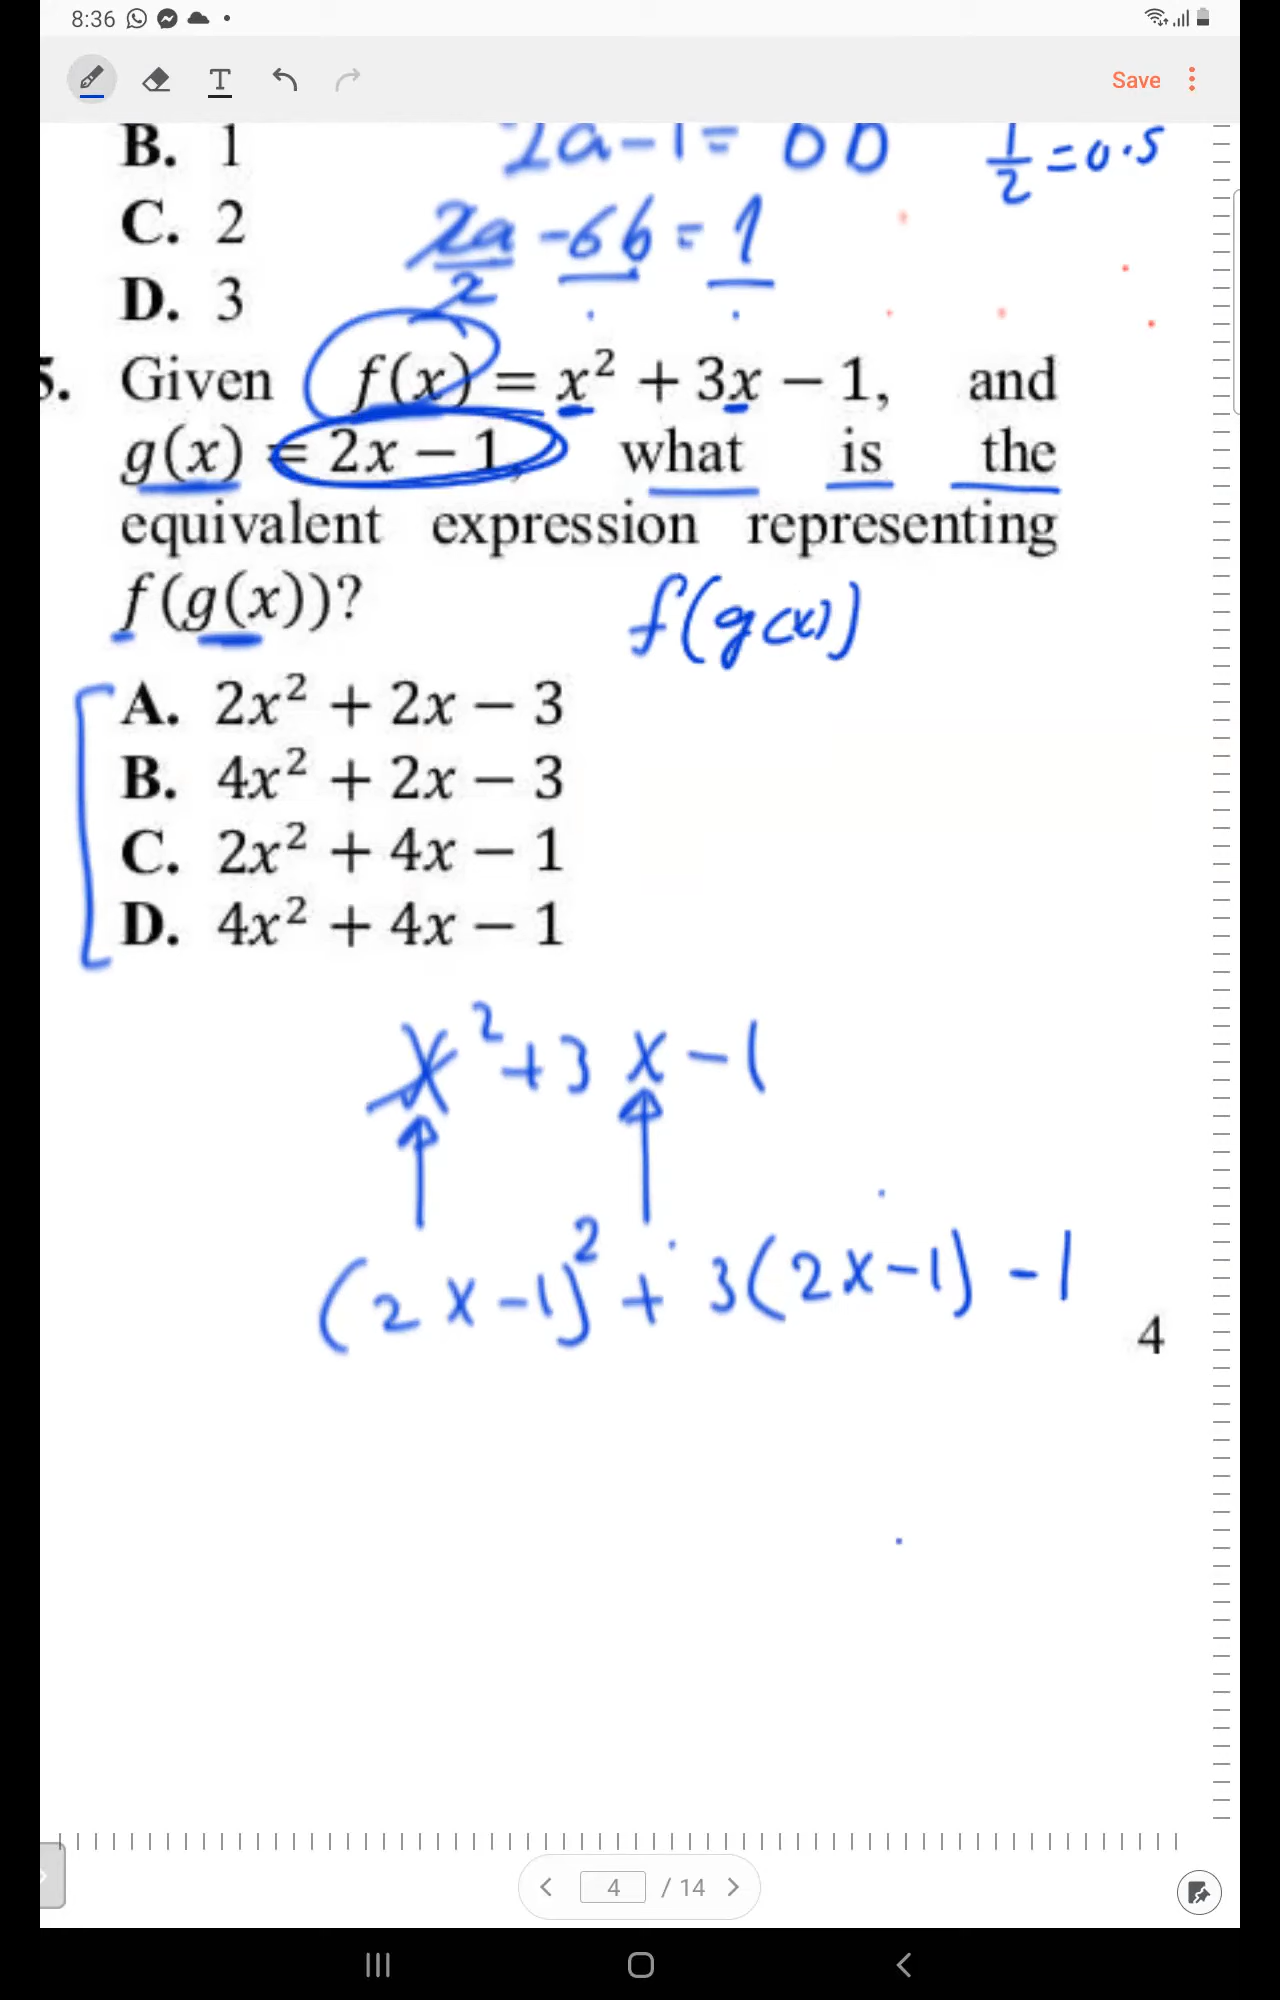 8:36
Save
B. 1
2a-1=
1/2 =0.5
C. 2
2a/2 -6b = 1
D. 3
5. Given f(x) = x² + 3x − 1, and
g(x) = 2x − 1, what is the
equivalent expression representing
f(g(x))?
f(g(x))
A. 2x² + 2x − 3
B. 4x² + 2x − 3
C. 2x² + 4x − 1
D. 4x² + 4x − 1
x²+3x-1
(2x-1)² + 3(2x-1) -1
4
4 / 14